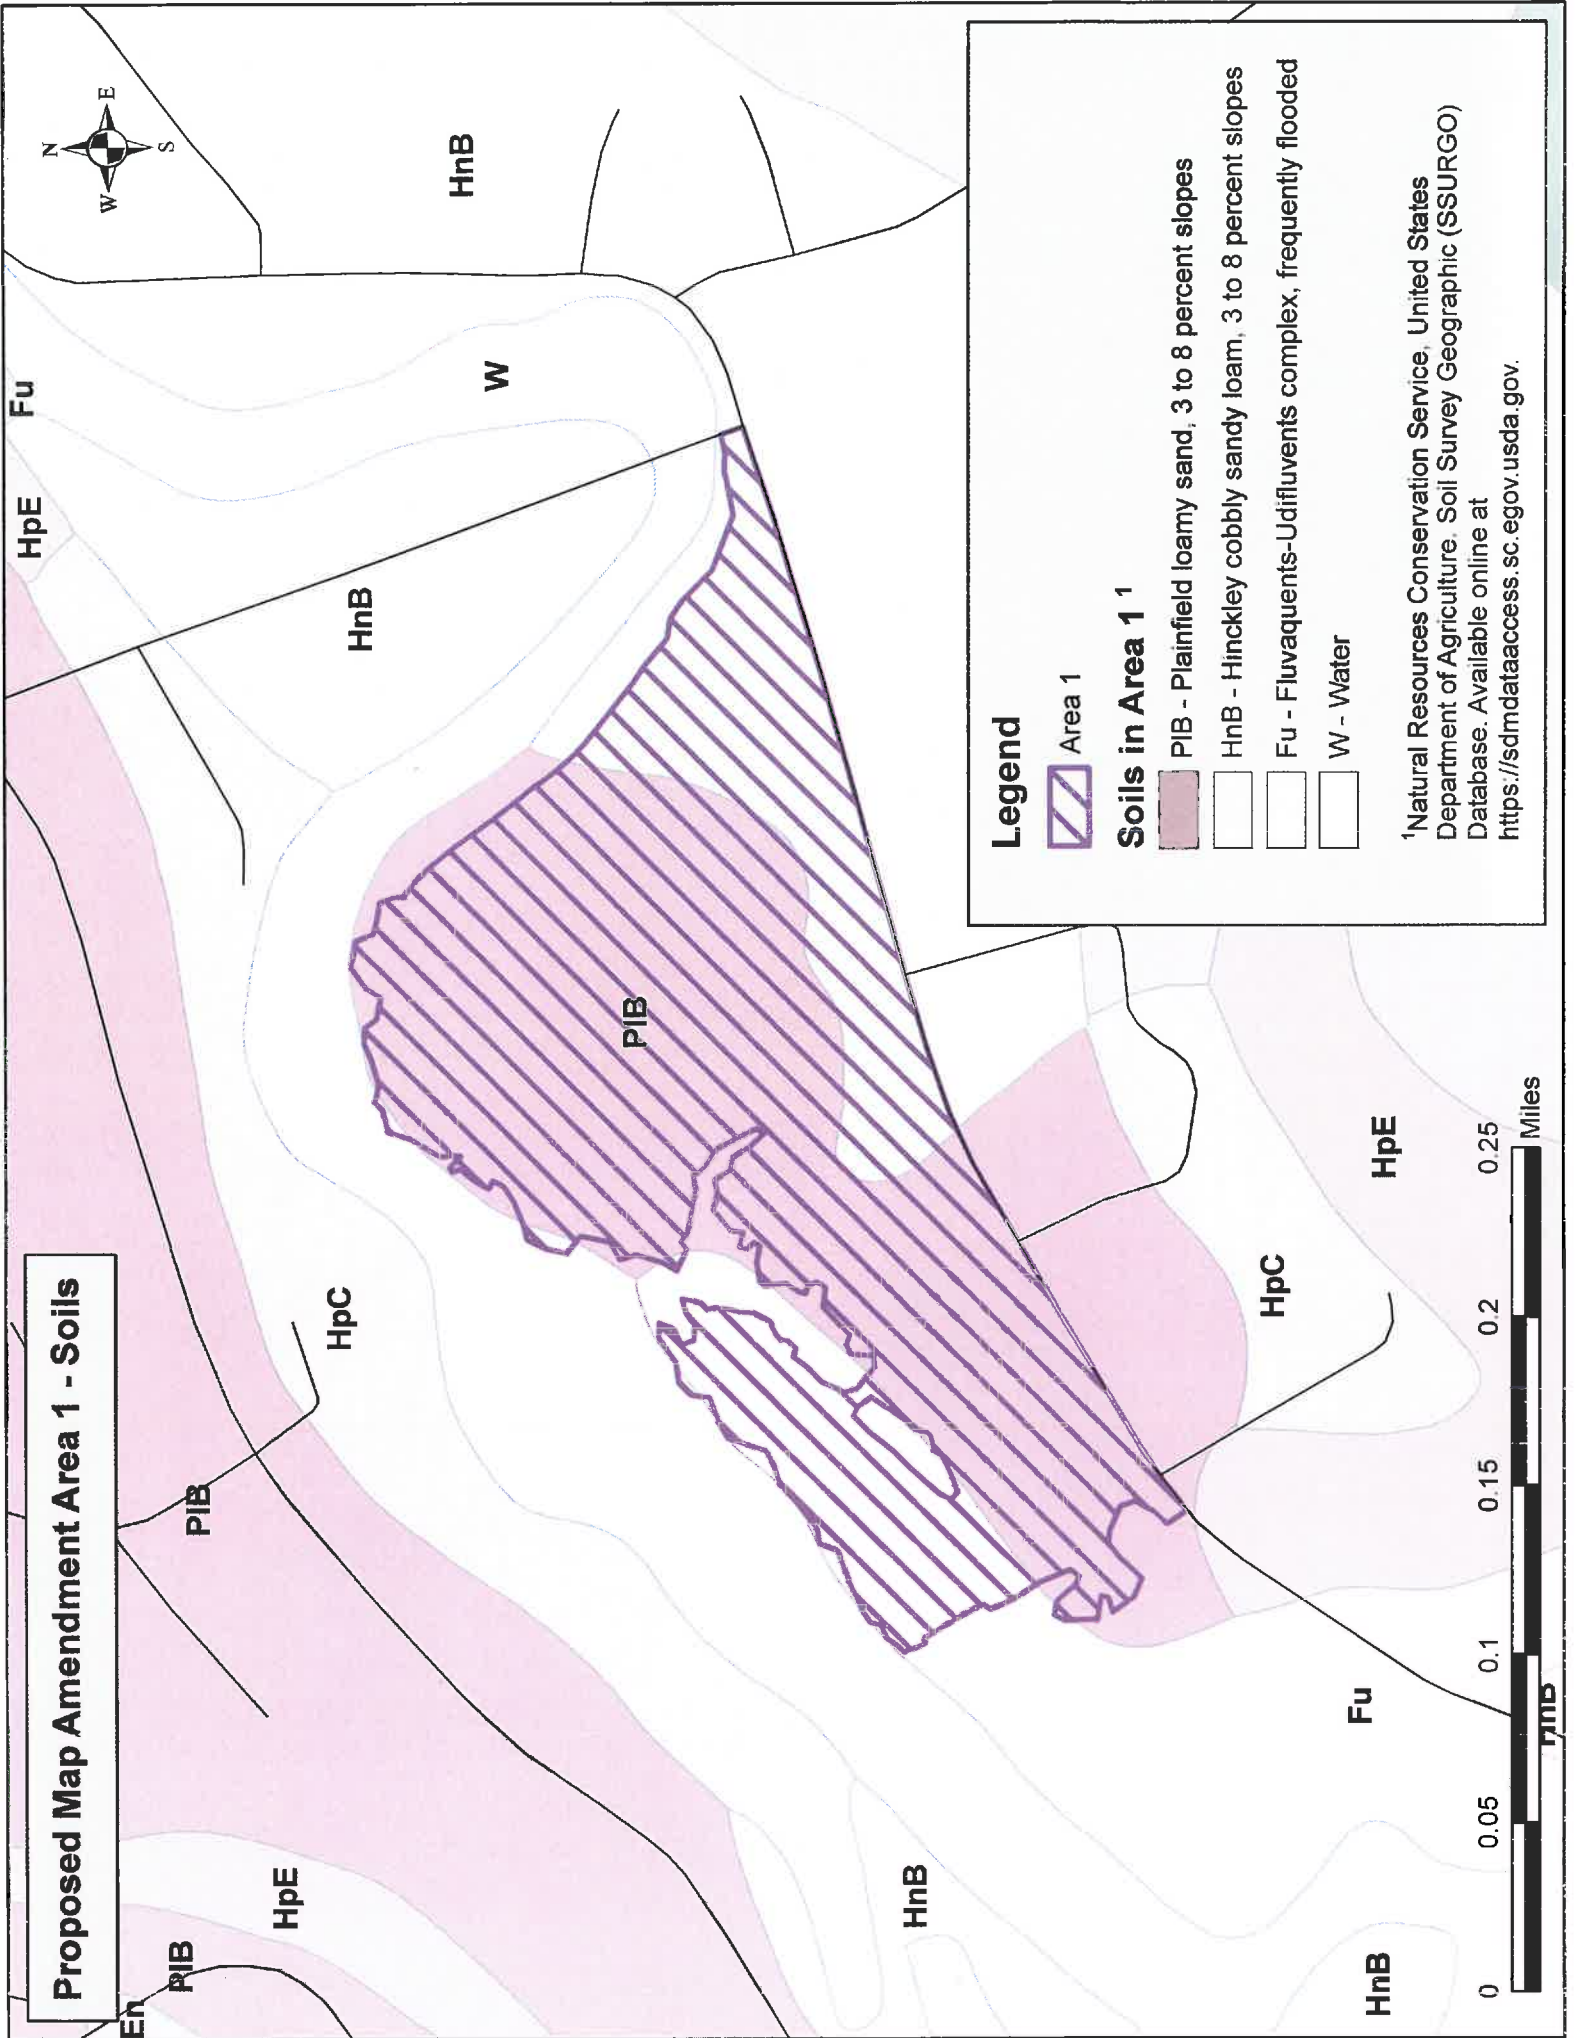 Proposed Map Amendment Area 1 - Soils
N
W
E
S
En
PlB
HpE
PlB
HpC
PlB
HpE
Fu
HnB
W
HnB
HnB
HnB
Fu
HpC
HpE
HnB
Legend
Area 1
Soils in Area 1 ¹
PlB - Plainfield loamy sand, 3 to 8 percent slopes
HnB - Hinckley cobbly sandy loam, 3 to 8 percent slopes
Fu - Fluvaquents-Udifluvents complex, frequently flooded
W - Water
¹Natural Resources Conservation Service, United States
Department of Agriculture. Soil Survey Geographic (SSURGO)
Database. Available online at
https://sdmdataaccess.sc.egov.usda.gov.
0 0.05 0.1 0.15 0.2 0.25
Miles